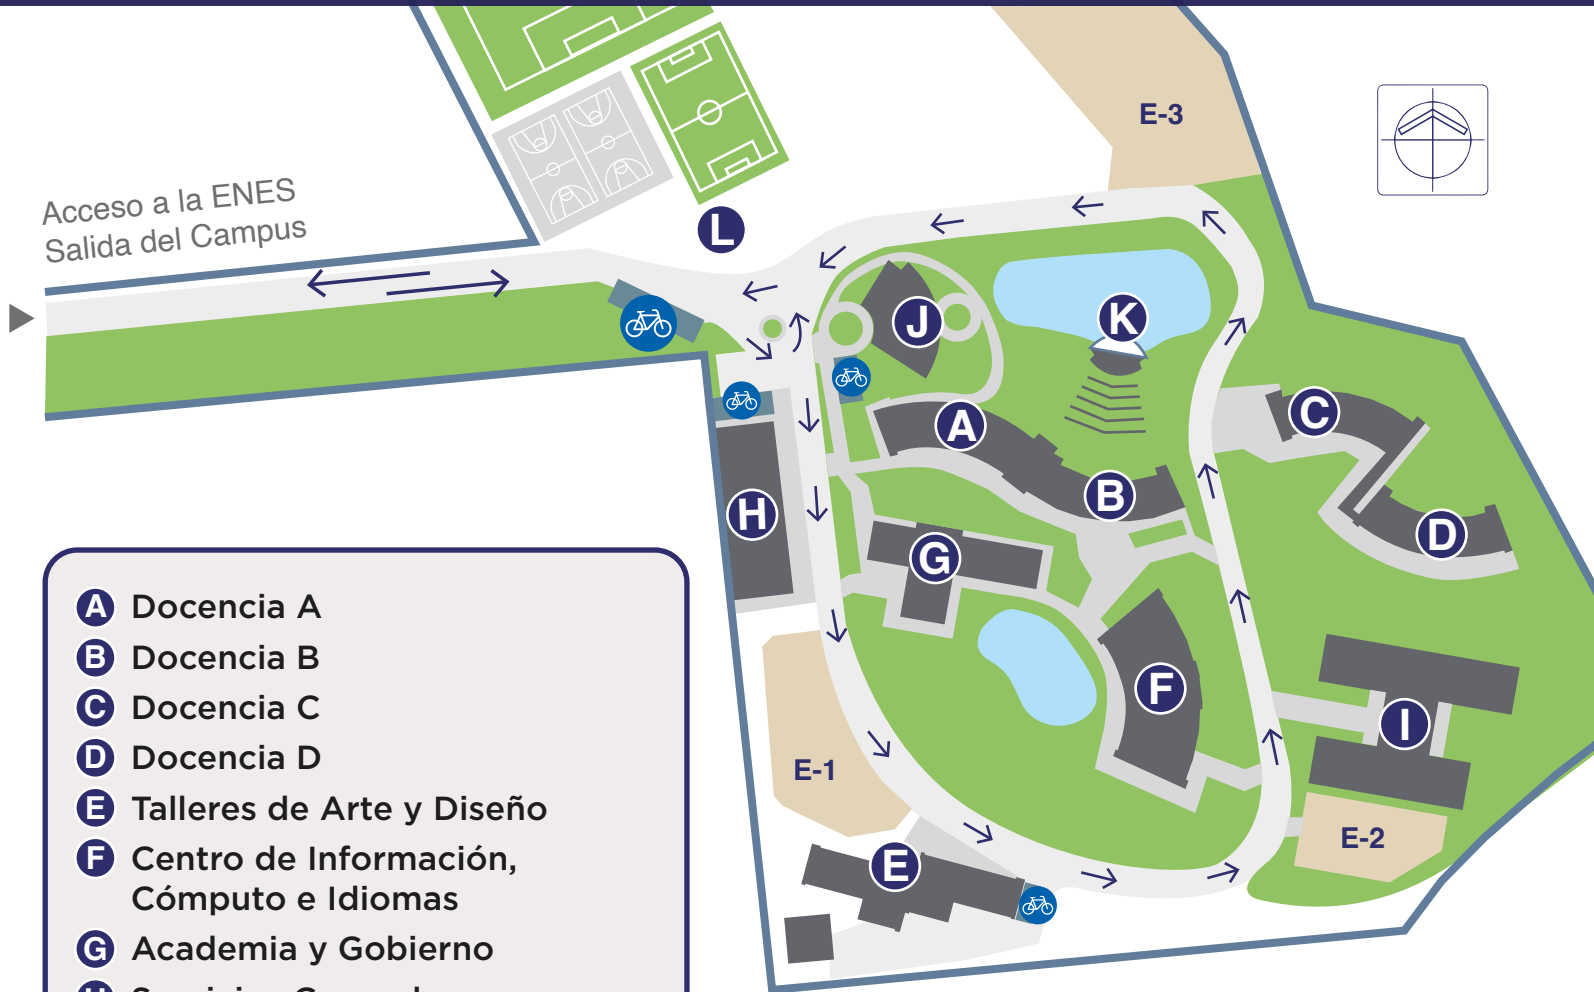 E-3
Acceso a la ENES
Salida del Campus
L
J
K
A
C
B
H
D
G
F
I
E-1
E-2
E
A Docencia A
B Docencia B
C Docencia C
D Docencia D
E Talleres de Arte y Diseño
F Centro de Información,
Cómputo e Idiomas
G Academia y Gobierno